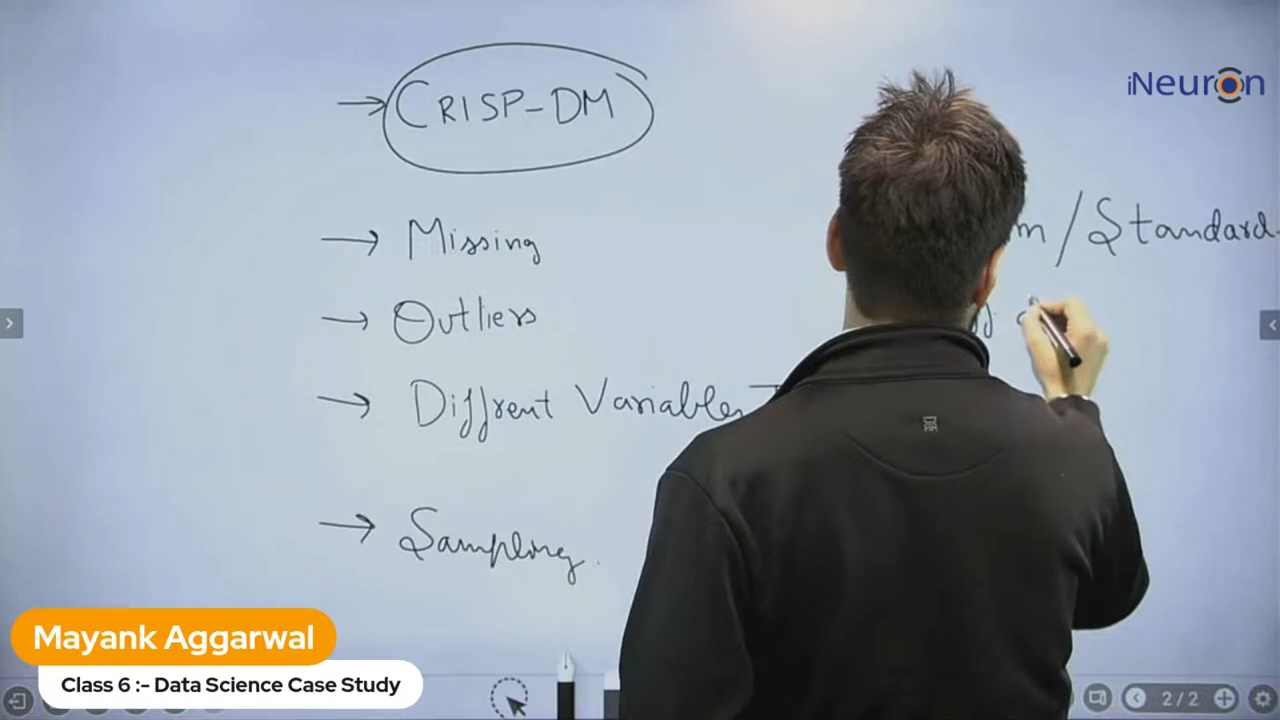 iNeuron
→ CRISP-DM
→ Missing
m / Standard
→ Outliers
→ Diffrent Variables
→ Sampling.
Mayank Aggarwal
Class 6 :- Data Science Case Study
2/2